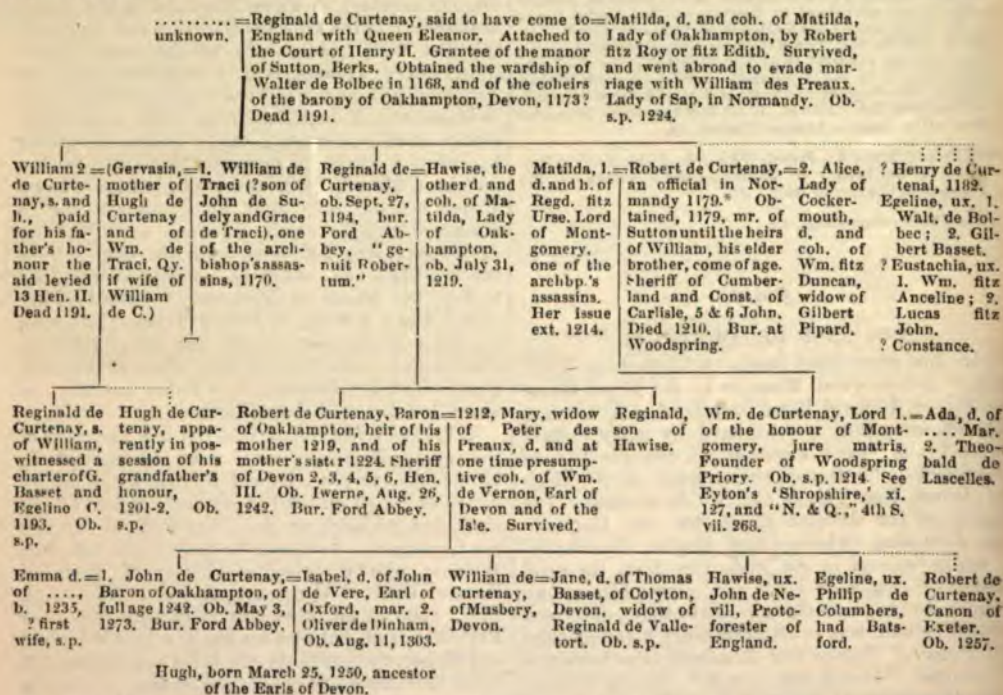 ..........
unknown.
=Reginald de Curtenay, said to have come to
England with Queen Eleanor. Attached to
the Court of Henry II. Grantee of the manor
of Sutton, Berks. Obtained the wardship of
Walter de Bolbec in 1168, and of the coheirs
of the barony of Oakhampton, Devon, 1173?
Dead 1191.
=Matilda, d. and coh. of Matilda,
Lady of Oakhampton, by Robert
fitz Roy or fitz Edith. Survived,
and went abroad to evade mar-
riage with William des Preaux.
Lady of Sap, in Normandy. Ob.
s.p. 1224.
William 2
de Curte-
nay, s. and
h., paid
for his fa-
ther's ho-
nour the
aid levied
13 Hen. II.
Dead 1191.
=(Gervasia,
mother of
Hugh de
Curtenay
and of
Wm. de
Traci. Qy.
if wife of
William
de C.)
=1. William de
Traci (? son of
John de Su-
dely and Grace
de Traci), one
of the arch-
bishop's assas-
sins, 1170.
Reginald de
Curtenay,
ob. Sept. 27,
1194, bur.
Ford Ab-
bey, "ge-
nuit Rober-
tum."
=Hawise, the
other d. and
coh. of Ma-
tilda, Lady
of Oak-
hampton,
ob. July 31,
1219.
Matilda, 1.
d. and h. of
Regd. fitz
Urse. Lord
of Mont-
gomery,
one of the
archbp.'s
assassins.
Her issue
ext. 1214.
=Robert de Curtenay,
an official in Nor-
mandy 1179.* Ob-
tained, 1179, mr. of
Sutton until the heirs
of William, his elder
brother, come of age.
Sheriff of Cumber-
land and Const. of
Carlisle, 5 & 6 John.
Died 1210. Bur. at
Woodspring.
=2. Alice,
Lady of
Cocker-
mouth,
d. and
coh. of
Wm. fitz
Duncan,
widow of
Gilbert
Pipard.
? Henry de Cur-
tenai, 1182.
Egeline, ux. 1.
Walt. de Bol-
bec; 2. Gil-
bert Basset.
? Eustachia, ux.
1. Wm. fitz
Anceline; 2.
Lucas fitz
John.
? Constance.
Reginald de
Curtenay, s.
of William,
witnessed a
charter of G.
Basset and
Egeline C.
1193. Ob.
s.p.
Hugh de Cur-
tenay, appa-
rently in pos-
session of his
grandfather's
honour,
1201-2. Ob.
s.p.
Robert de Curtenay, Baron
of Oakhampton, heir of his
mother 1219, and of his
mother's sister 1224. Sheriff
of Devon 2, 3, 4, 5, 6, Hen.
III. Ob. Iwerne, Aug. 26,
1242. Bur. Ford Abbey.
=1212, Mary, widow
of Peter des
Preaux, d. and at
one time presump-
tive coh. of Wm.
de Vernon, Earl of
Devon and of the
Isle. Survived.
Reginald,
son of
Hawise.
Wm. de Curtenay, Lord 1.
of the honour of Mont-
gomery, jure matris.
Founder of Woodspring
Priory. Ob. s.p. 1214. See
Eyton's 'Shropshire,' xi.
127, and "N. & Q.," 4th S.
vii. 268.
=Ada, d. of
.... Mar.
2. Theo-
bald de
Lascelles.
Emma d.
of ....,
b. 1235,
? first
wife, s.p.
=1. John de Curtenay,
Baron of Oakhampton, of
full age 1242. Ob. May 3,
1273. Bur. Ford Abbey.
=Isabel, d. of John
de Vere, Earl of
Oxford, mar. 2.
Oliver de Dinham,
Ob. Aug. 11, 1303.
William de
Curtenay,
of Musbery,
Devon.
=Jane, d. of Thomas
Basset, of Colyton,
Devon, widow of
Reginald de Valle-
tort. Ob. s.p.
Hawise, ux.
John de Ne-
vill, Proto-
forester of
England.
Egeline, ux.
Philip de
Columbers,
had Bats-
ford.
Robert de
Curtenay,
Canon of
Exeter.
Ob. 1257.
Hugh, born March 25, 1250, ancestor
of the Earls of Devon.